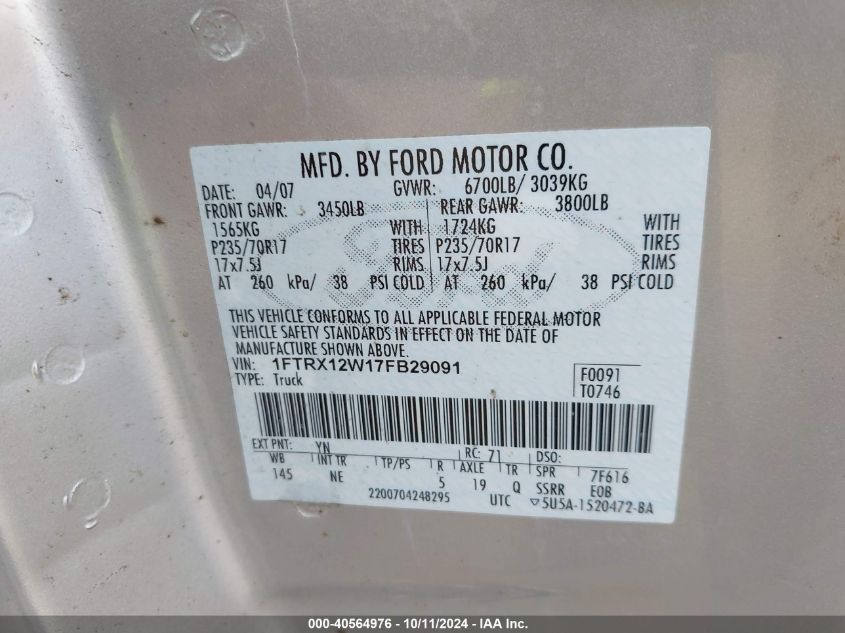 MFD. BY FORD MOTOR CO.
DATE: 04/07 GVWR: 6700LB/ 3039KG
FRONT GAWR: 3450LB REAR GAWR: 3800LB
1565KG WITH 1724KG WITH
P235/70R17 TIRES P235/70R17 TIRES
17x7.5J RIMS 17x7.5J RIMS
AT 260 kPa/ 38 PSI COLD AT 260 kPa/ 38 PSI COLD
THIS VEHICLE CONFORMS TO ALL APPLICABLE FEDERAL MOTOR
VEHICLE SAFETY STANDARDS IN EFFECT ON THE DATE OF
MANUFACTURE SHOWN ABOVE.
VIN: 1FTRX12W17FB29091 F0091
TYPE: Truck T0746
EXT PNT: YN RC: 71 DSO:
WB INT TR TP/PS R AXLE TR SPR 7F616
145 NE 5 19 Q SSRR E0B
2200704248295 UTC ▽5U5A-1520472-BA
Ford
000-40564976 - 10/11/2024 - IAA Inc.